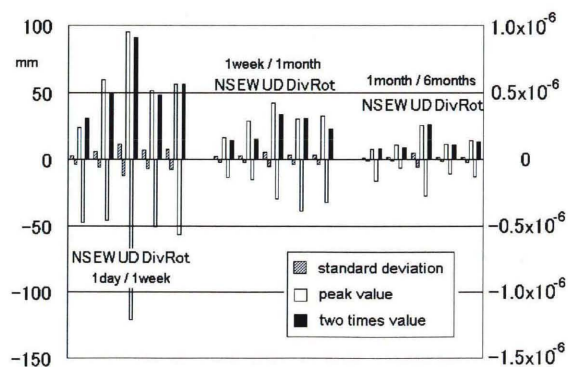 100
mm
50
0
-50
-100
-150
NSEWUD DivRot
1day / 1week
1week / 1month
NSEWUD DivRot
1month / 6months
NSEWUD DivRot
standard deviation
peak value
two times value
1.0x10-6
0.5x10-6
0
-0.5x10-6
-1.0x10-6
-1.5x10-6